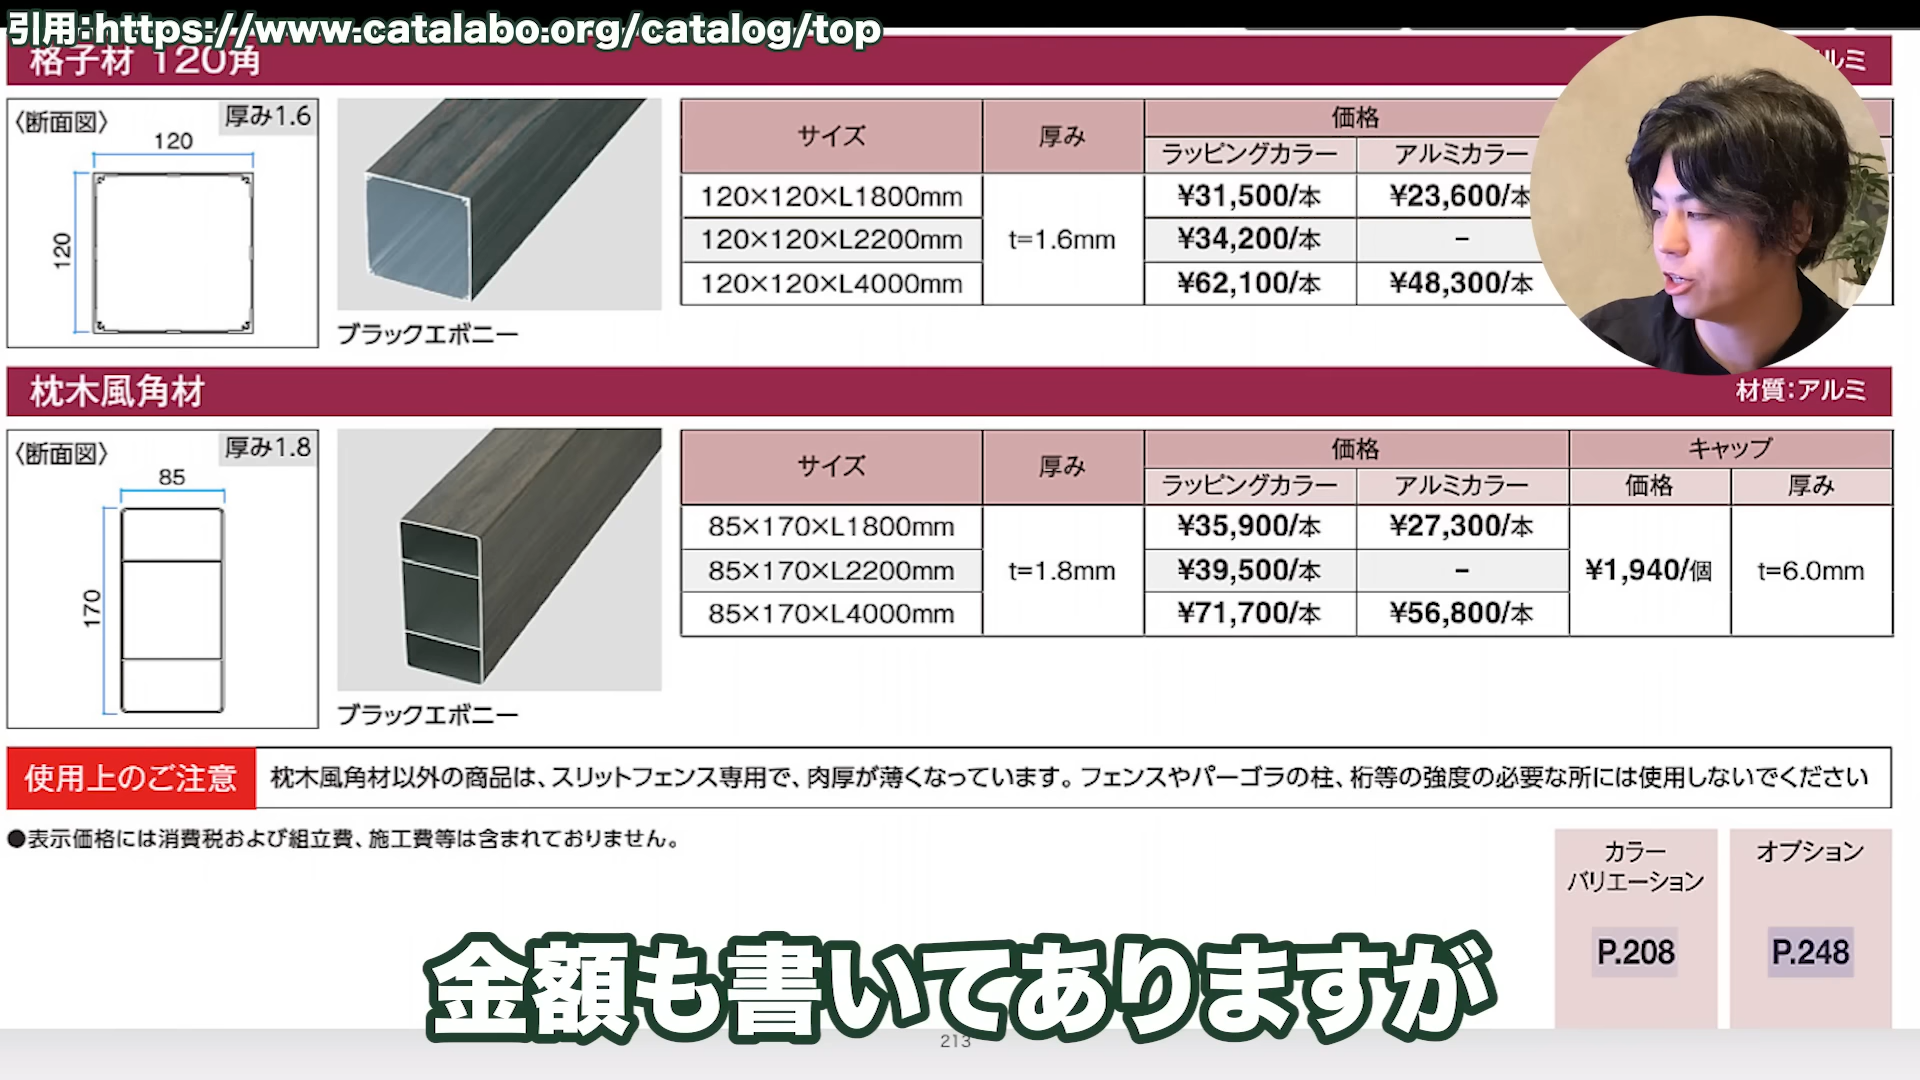 引用:https://www.catalabo.org/catalog/top
格子材 120角
ルミ
〈断面図〉
厚み1.6
120
120
ブラックエボニー
サイズ 厚み 価格
ラッピングカラー アルミカラー
120×120×L1800mm t=1.6mm ¥31,500/本 ¥23,600/本
120×120×L2200mm ¥34,200/本 −
120×120×L4000mm ¥62,100/本 ¥48,300/本
枕木風角材
材質:アルミ
〈断面図〉
厚み1.8
85
170
ブラックエボニー
サイズ 厚み 価格 キャップ
ラッピングカラー アルミカラー 価格 厚み
85×170×L1800mm t=1.8mm ¥35,900/本 ¥27,300/本 ¥1,940/個 t=6.0mm
85×170×L2200mm ¥39,500/本 −
85×170×L4000mm ¥71,700/本 ¥56,800/本
使用上のご注意
枕木風角材以外の商品は、スリットフェンス専用で、肉厚が薄くなっています。フェンスやパーゴラの柱、桁等の強度の必要な所には使用しないでください
●表示価格には消費税および組立費、施工費等は含まれておりません。
カラー
バリエーション
P.208
オプション
P.248
金額も書いてありますが
213